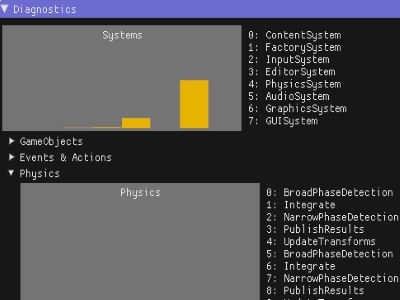 Diagnostics
Systems
0: ContentSystem
1: FactorySystem
2: InputSystem
3: EditorSystem
4: PhysicsSystem
5: AudioSystem
6: GraphicsSystem
7: GUISystem
GameObjects
Events & Actions
Physics
Physics
0: BroadPhaseDetection
1: Integrate
2: NarrowPhaseDetection
3: PublishResults
4: UpdateTransforms
5: BroadPhaseDetection
6: Integrate
7: NarrowPhaseDetection
8: PublishResults